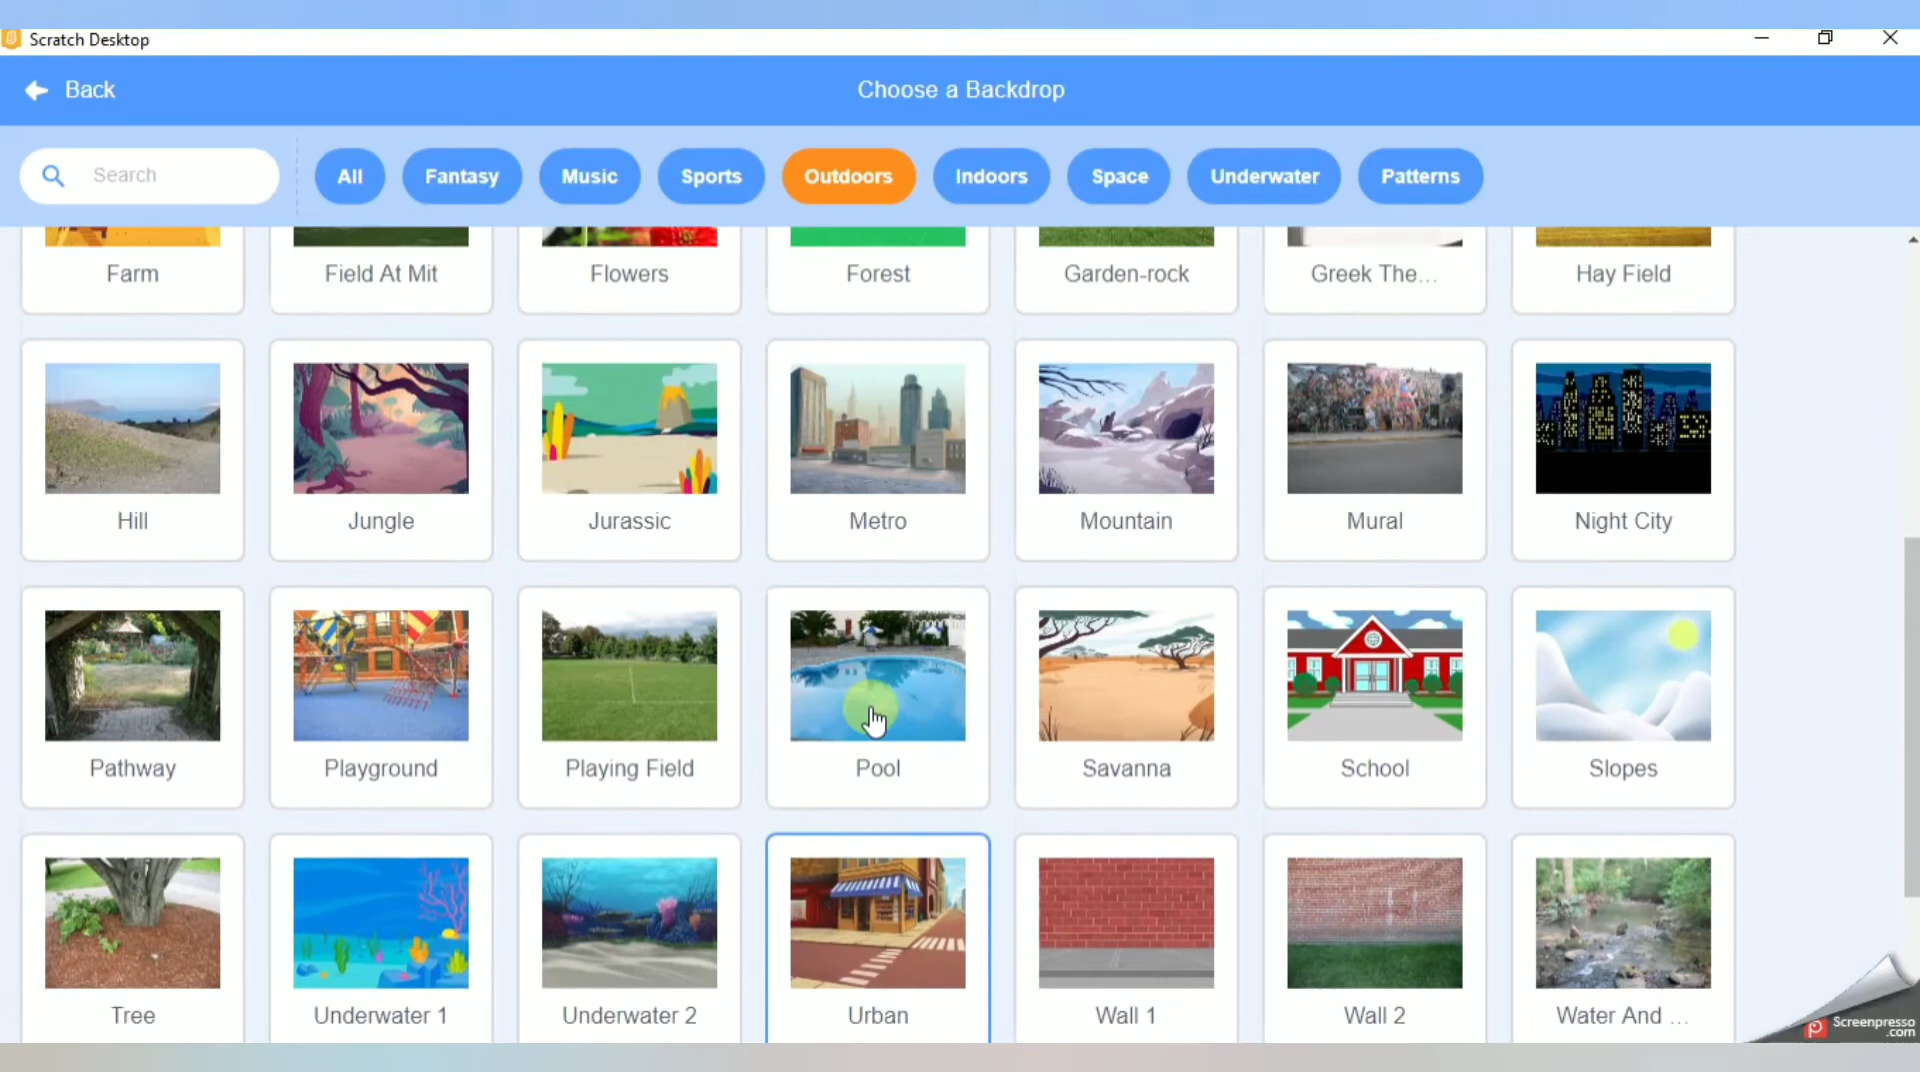 Scratch Desktop
Back
Choose a Backdrop
Search
All
Fantasy
Music
Sports
Outdoors
Indoors
Space
Underwater
Patterns
Farm
Field At Mit
Flowers
Forest
Garden-rock
Greek The...
Hay Field
Hill
Jungle
Jurassic
Metro
Mountain
Mural
Night City
Pathway
Playground
Playing Field
Pool
Savanna
School
Slopes
Tree
Underwater 1
Underwater 2
Urban
Wall 1
Wall 2
Water And ...
Screenpresso
.com